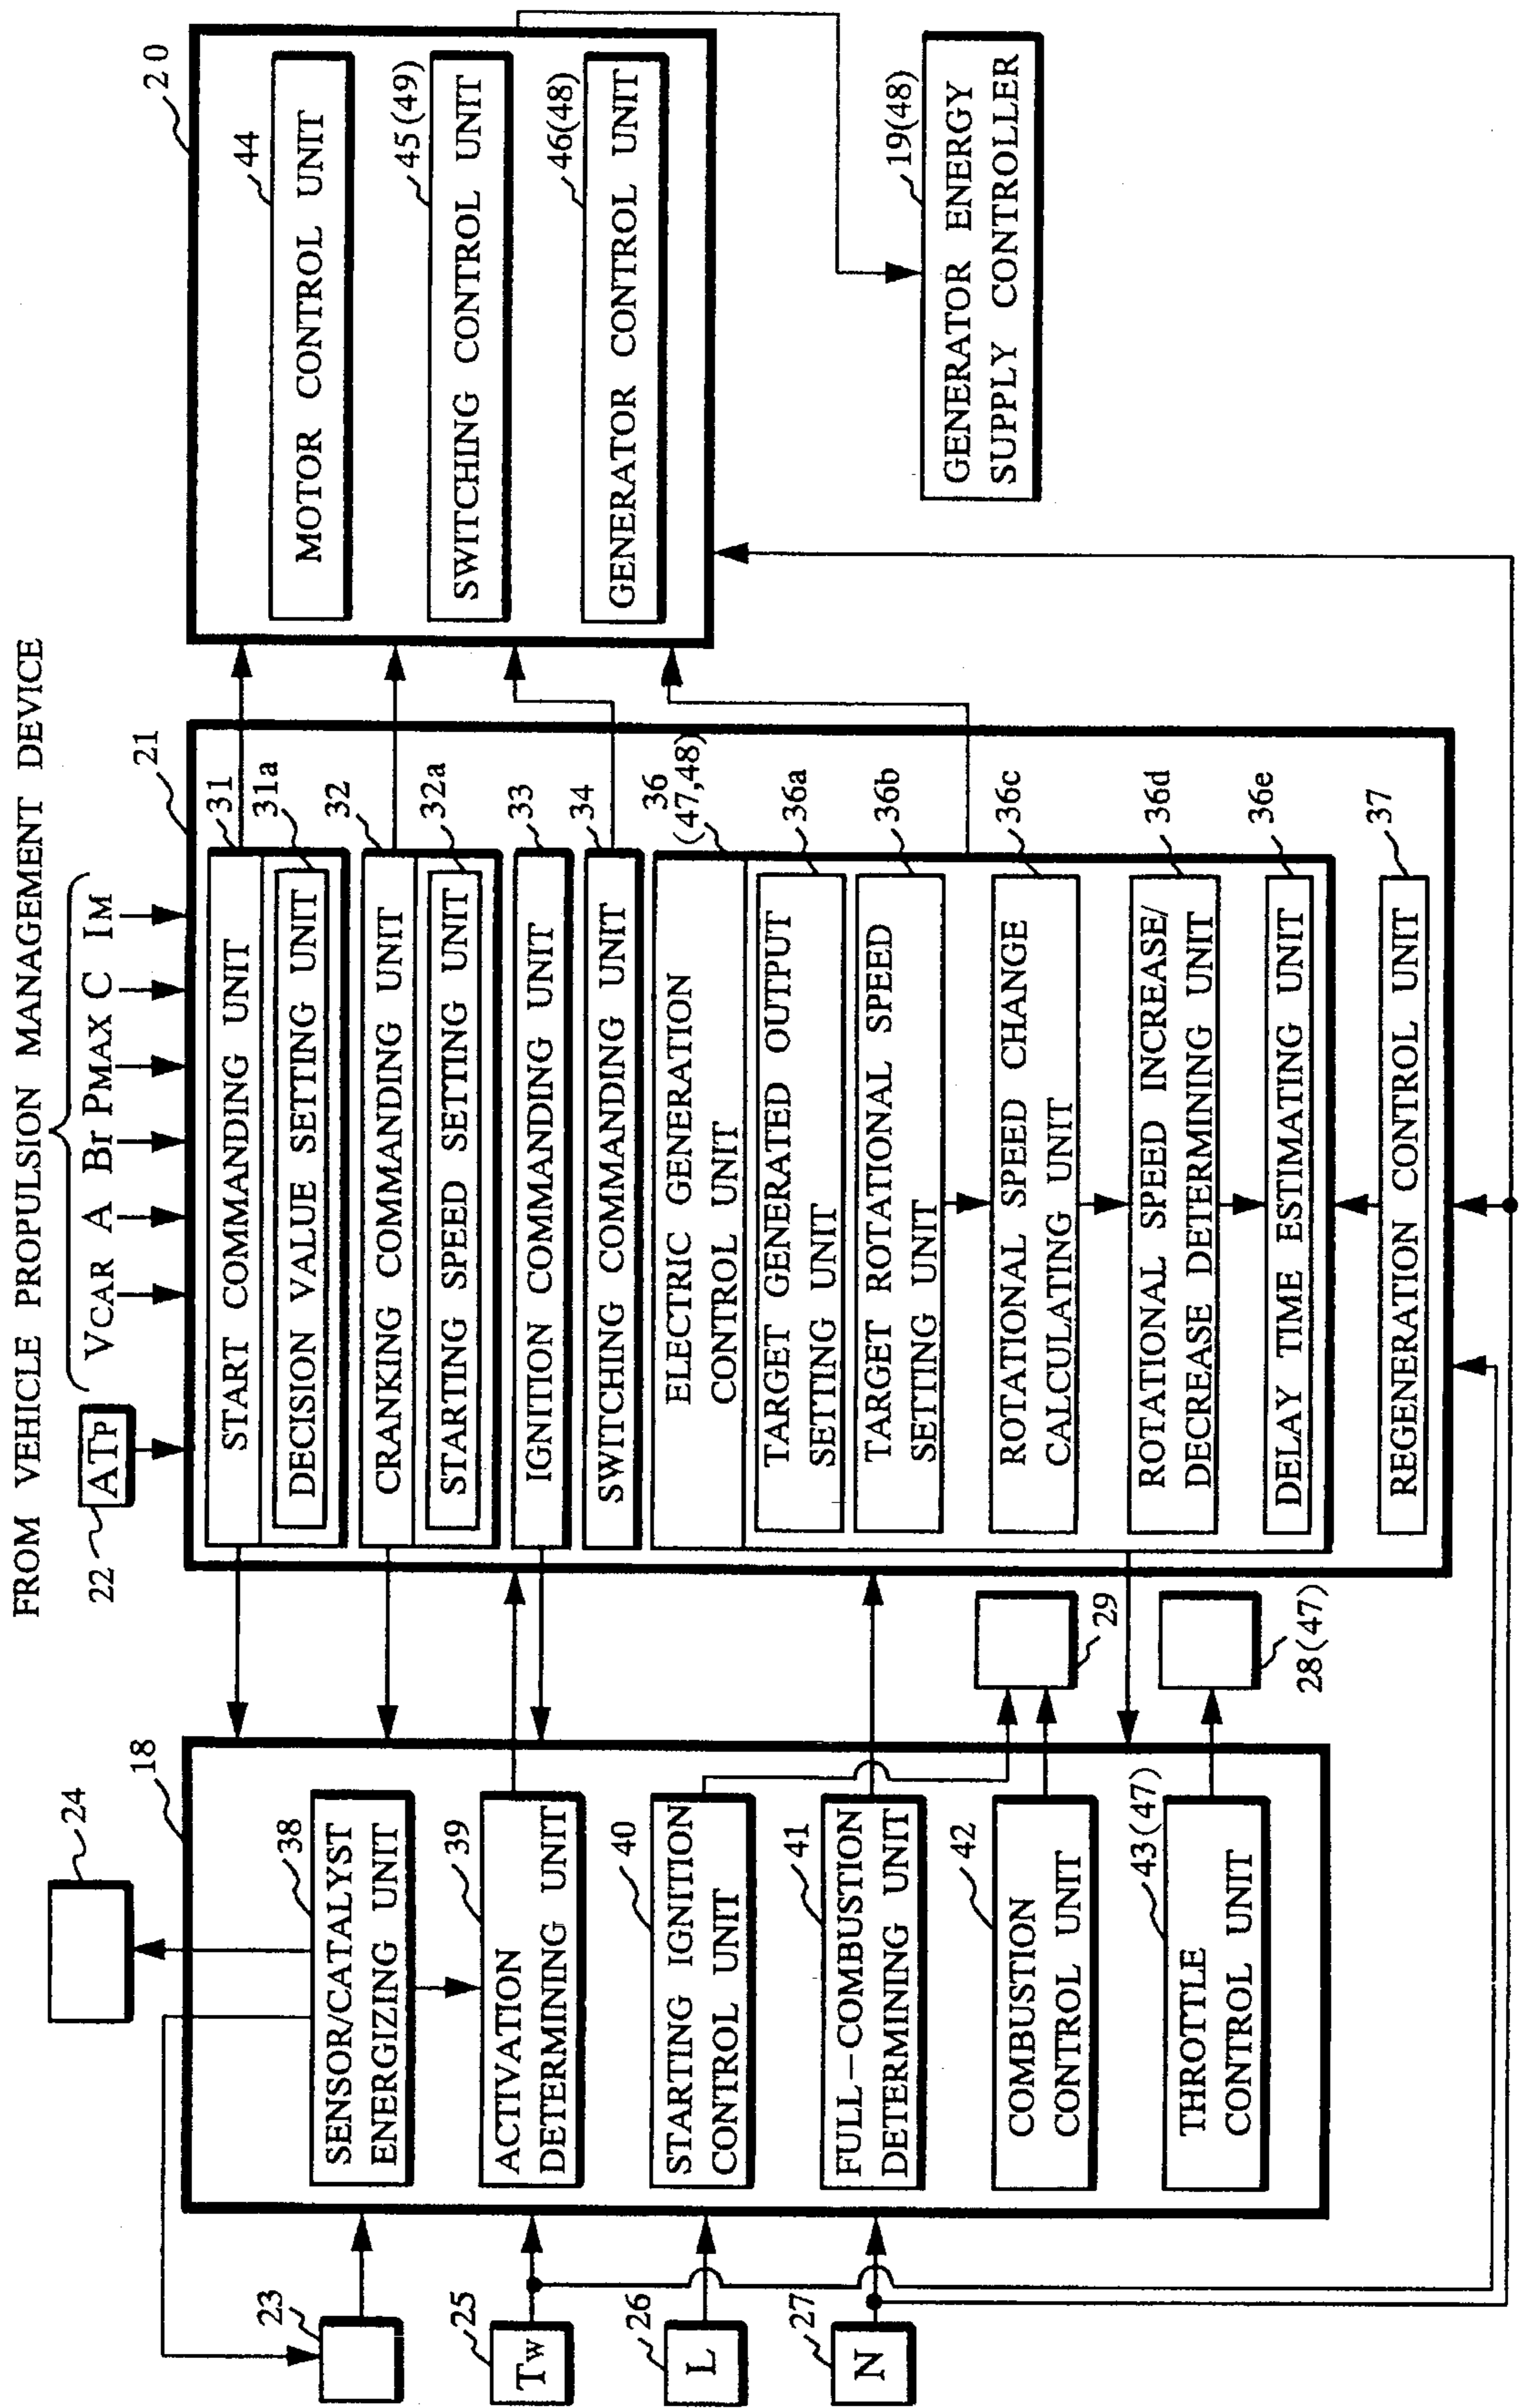 FROM VEHICLE PROPULSION MANAGEMENT DEVICE
22
ATP
VCAR A Br PMAX C IM
24
18
21
20
23
25
TW
26
L
27
N
38
SENSOR/CATALYST
ENERGIZING UNIT
39
ACTIVATION
DETERMINING UNIT
40
STARTING IGNITION
CONTROL UNIT
41
FULL-COMBUSTION
DETERMINING UNIT
42
COMBUSTION
CONTROL UNIT
43(47)
THROTTLE
CONTROL UNIT
29
28(47)
31
START COMMANDING UNIT
31a
DECISION VALUE SETTING UNIT
32
CRANKING COMMANDING UNIT
32a
STARTING SPEED SETTING UNIT
33
IGNITION COMMANDING UNIT
34
SWITCHING COMMANDING UNIT
36
(47,48)
ELECTRIC GENERATION
CONTROL UNIT
36a
TARGET GENERATED OUTPUT
SETTING UNIT
36b
TARGET ROTATIONAL SPEED
SETTING UNIT
36c
ROTATIONAL SPEED CHANGE
CALCULATING UNIT
36d
ROTATIONAL SPEED INCREASE/
DECREASE DETERMINING UNIT
36e
DELAY TIME ESTIMATING UNIT
37
REGENERATION CONTROL UNIT
44
MOTOR CONTROL UNIT
45(49)
SWITCHING CONTROL UNIT
46(48)
GENERATOR CONTROL UNIT
19(48)
GENERATOR ENERGY
SUPPLY CONTROLLER